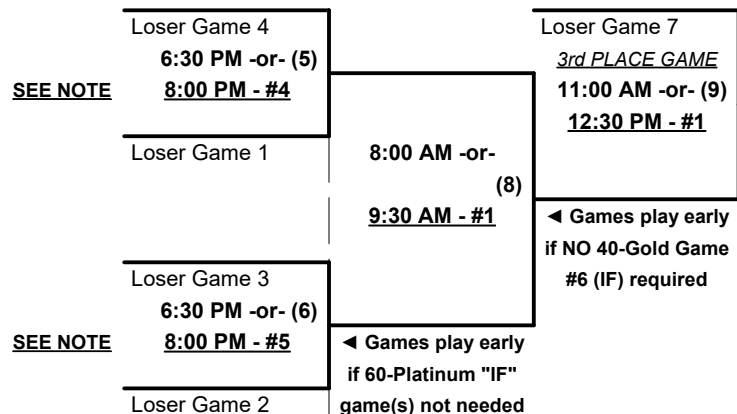 Loser Game 4
6:30 PM -or- (5)
SEE NOTE
8:00 PM - #4
Loser Game 1
Loser Game 3
6:30 PM -or- (6)
SEE NOTE
8:00 PM - #5
Loser Game 2
8:00 AM -or-
(8)
9:30 AM - #1
◄ Games play early
if 60-Platinum "IF"
game(s) not needed
Loser Game 7
3rd PLACE GAME
11:00 AM -or- (9)
12:30 PM - #1
◄ Games play early
if NO 40-Gold Game
#6 (IF) required